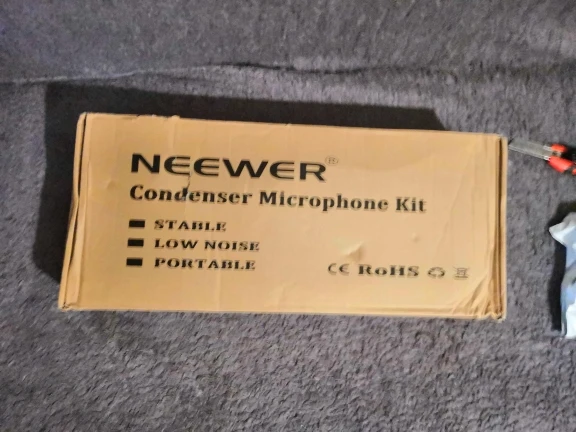 NEEWER®
Condenser Microphone Kit
STABLE
LOW NOISE
PORTABLE
CE RoHS